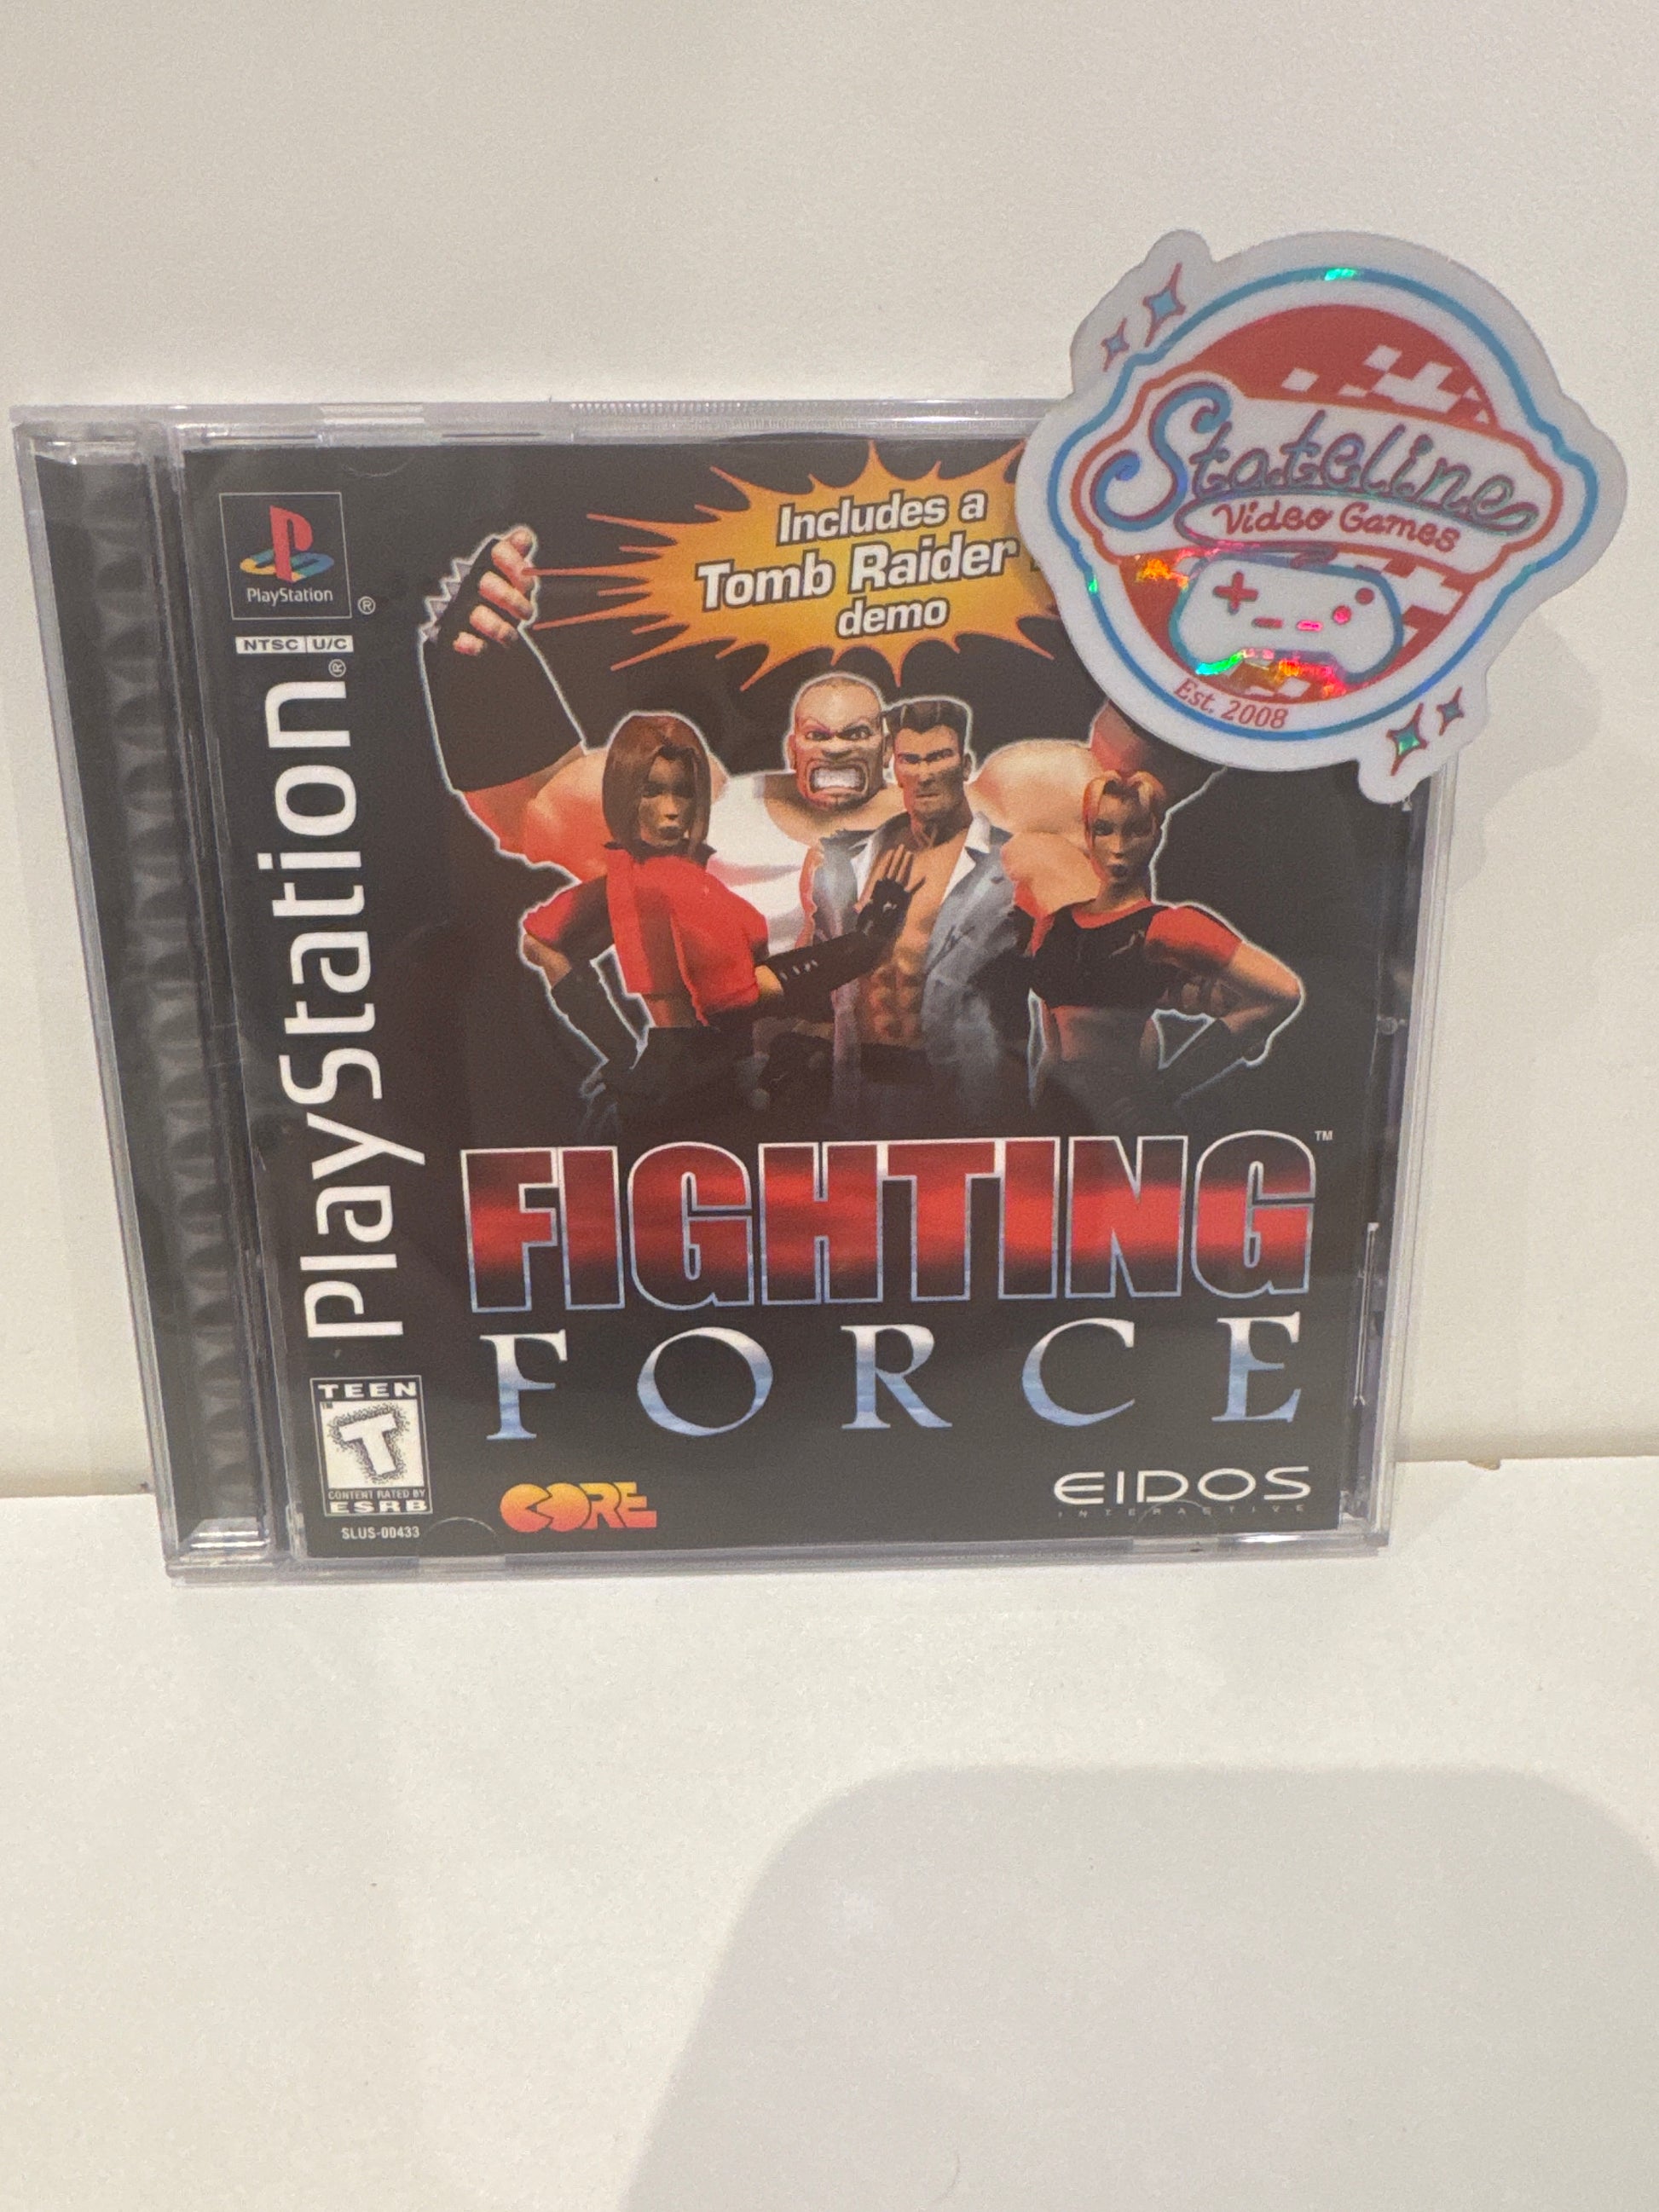 Includes a
Tomb Raider
demo
Stateline
Video Games
Est. 2008
PlayStation
®
NTSC U/C
PlayStation®
FIGHTING™
FORCE
TEEN
T
CONTENT RATED BY
ESRB
SLUS-00433
CORE
EIDOS
INTERACTIVE